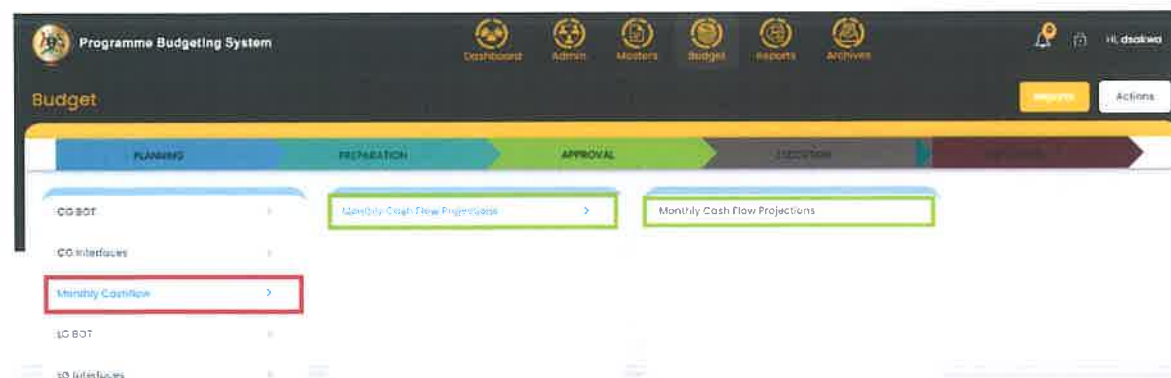 Programme Budgeting System
Dashboard
Admin
Masters
Budget
Reports
Archives
Hi, dsakwa
Budget
Reports
Actions
PLANNING
PREPARATION
APPROVAL
EXECUTION
CG BOT
Monthly Cash Flow Projections
Monthly Cash Flow Projections
CG Interfaces
Monthly Cashflow
LG BOT
LG Interfaces